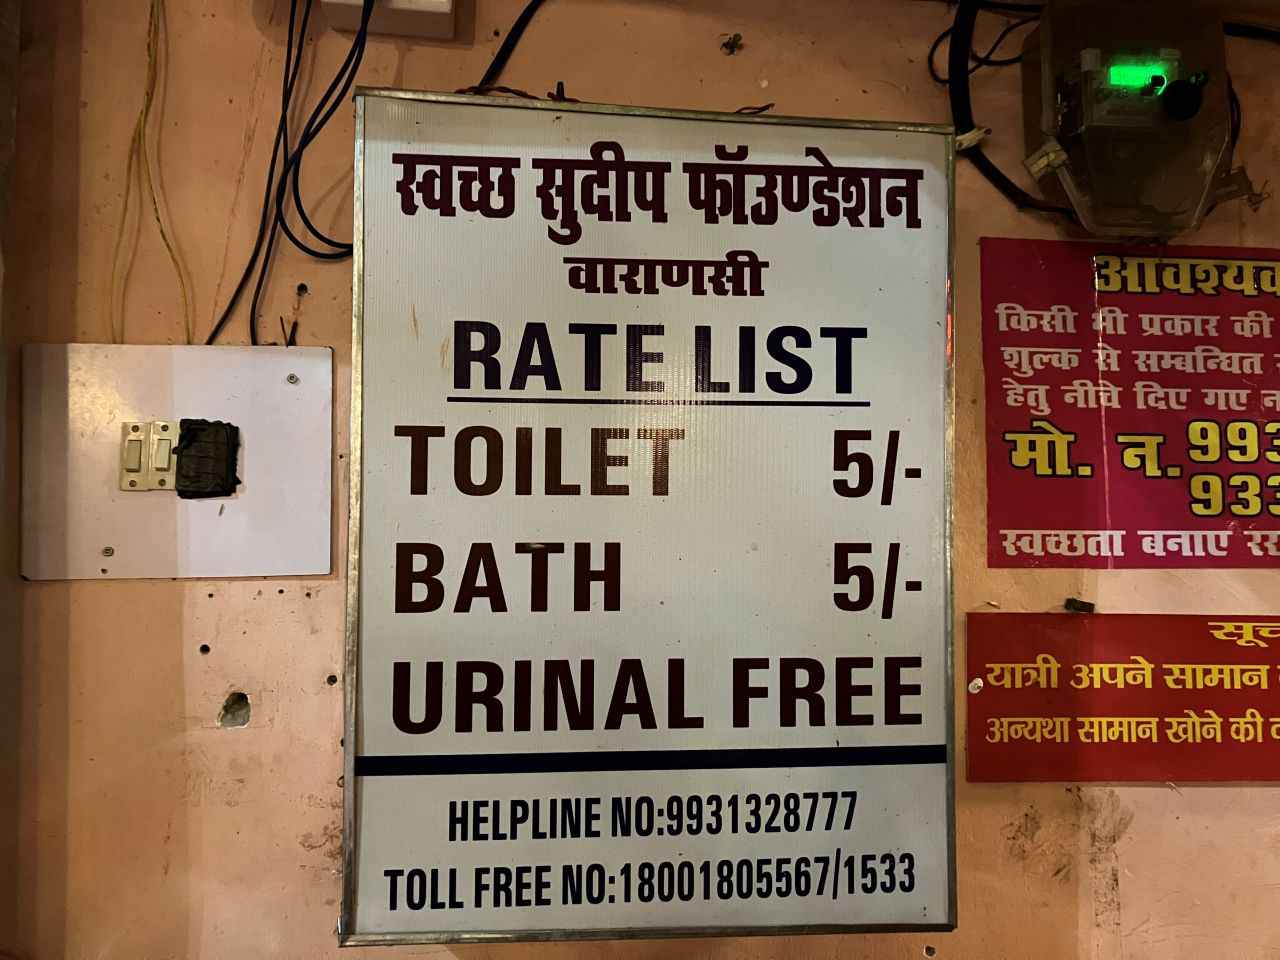 स्वच्छ सुदीप फॉउण्डेशन
वाराणसी
RATE LIST
TOILET 5/-
BATH 5/-
URINAL FREE
HELPLINE NO:9931328777
TOLL FREE NO:18001805567/1533
किसी भी प्रकार की
शुल्क से सम्बन्धित
हेतु नीचे दिए गए
मो. न.
स्वच्छता बनाए
यात्री अपने सामान
अन्यथा सामान खोने की